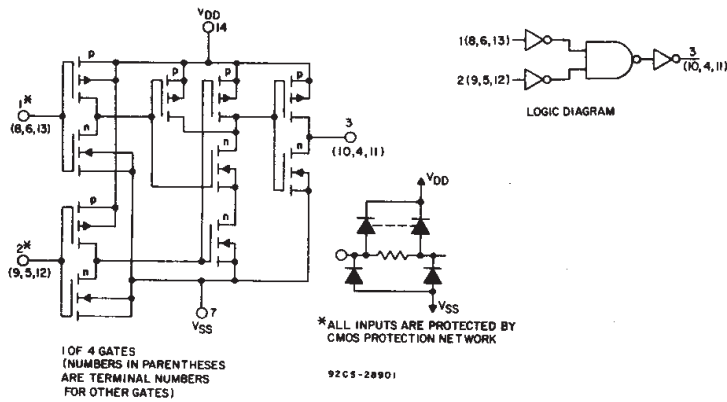 VDD
14
p
p
p
p
1*
(8,6,13)
n
n
n
3
(10,4,11)
p
2*
(9,5,12)
n
n
7
VSS
1 OF 4 GATES
(NUMBERS IN PARENTHESES
ARE TERMINAL NUMBERS
FOR OTHER GATES)
1(8,6,13)
2(9,5,12)
3
(10,4,11)
LOGIC DIAGRAM
VDD
VSS
*ALL INPUTS ARE PROTECTED BY
CMOS PROTECTION NETWORK
92CS-28901